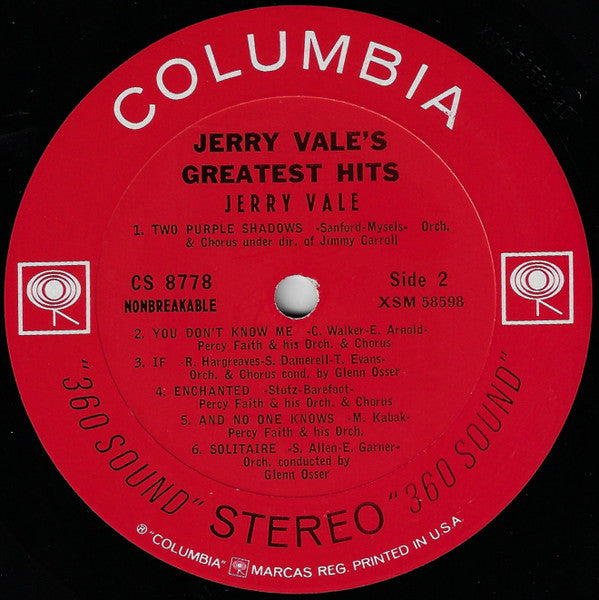 COLUMBIA
JERRY VALE'S
GREATEST HITS
JERRY VALE
1. TWO PURPLE SHADOWS -Sanford-Mysels- Orch.
& Chorus under dir. of Jimmy Carroll
CS 8778
NONBREAKABLE
Side 2
XSM 58598
2. YOU DON'T KNOW ME -C. Walker-E. Arnold-
Percy Faith & his Orch. & Chorus
3. IF -R. Hargreaves-S. Damerell-T. Evans-
Orch. & Chorus cond. by Glenn Osser
4. ENCHANTED -Stutz-Barefoot-
Percy Faith & his Orch. & Chorus
5. AND NO ONE KNOWS -M. Kabak-
Percy Faith & his Orch.
6. SOLITAIRE -S. Allen-E. Garner-
Orch. conducted by
Glenn Osser
"360 SOUND" STEREO "360 SOUND"
® "COLUMBIA" MARCAS REG. PRINTED IN U.S.A.